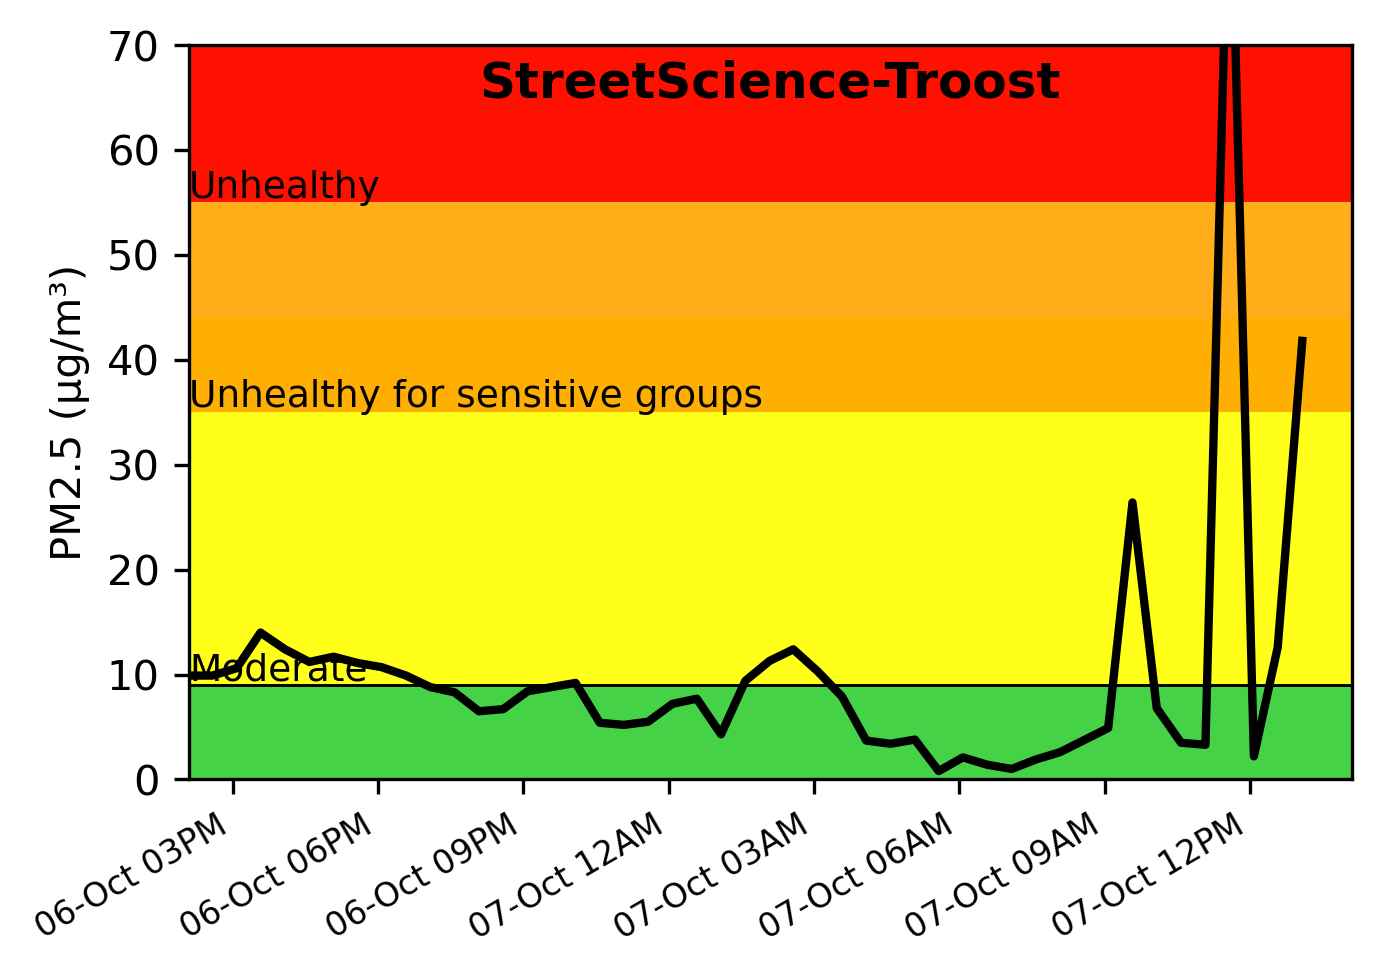 StreetScience-Troost
PM2.5 (µg/m³)
70
60
50
40
30
20
10
0
Unhealthy
Unhealthy for sensitive groups
Moderate
06-Oct 03PM
06-Oct 06PM
06-Oct 09PM
07-Oct 12AM
07-Oct 03AM
07-Oct 06AM
07-Oct 09AM
07-Oct 12PM